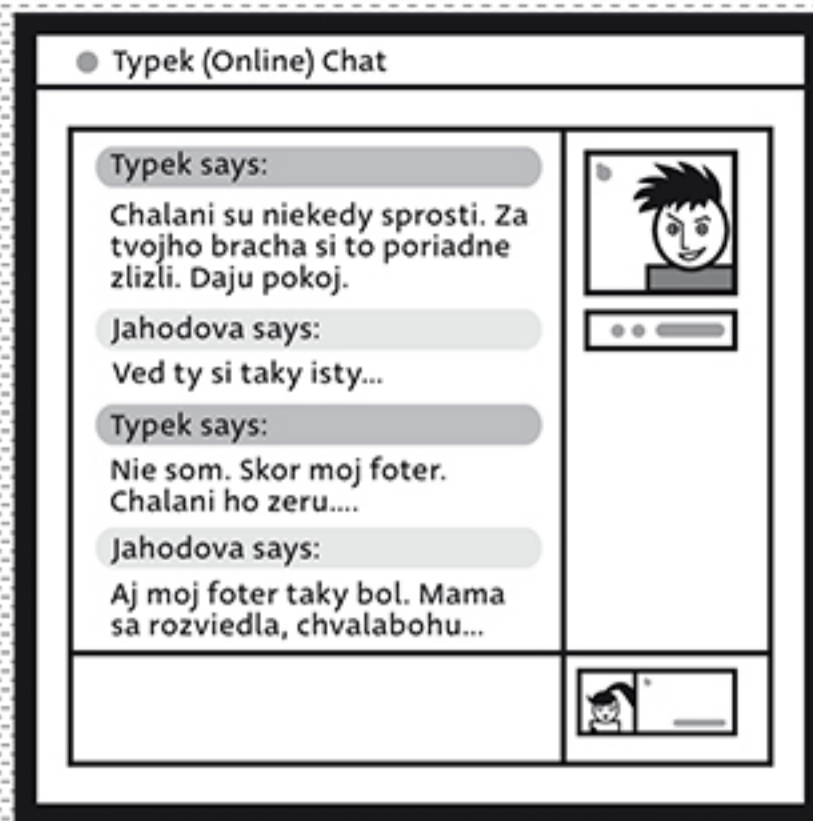 Typek (Online) Chat
Typek says:
Chalani su niekedy sprosti. Za
tvojho bracha si to poriadne
zlizli. Daju pokoj.
Jahodova says:
Ved ty si taky isty...
Typek says:
Nie som. Skor moj foter.
Chalani ho zeru....
Jahodova says:
Aj moj foter taky bol. Mama
sa rozviedla, chvalabohu...